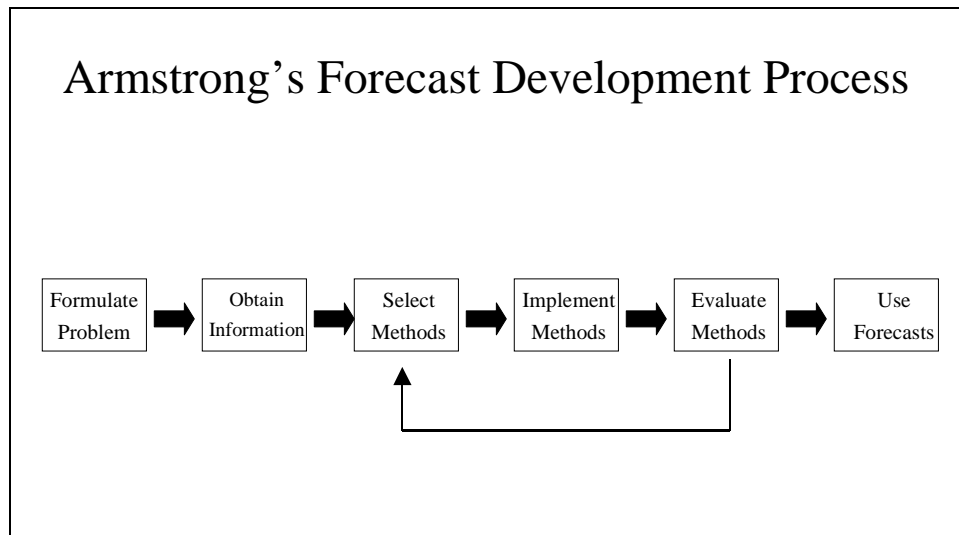 Armstrong’s Forecast Development Process
Formulate
Problem
Obtain
Information
Select
Methods
Implement
Methods
Evaluate
Methods
Use
Forecasts